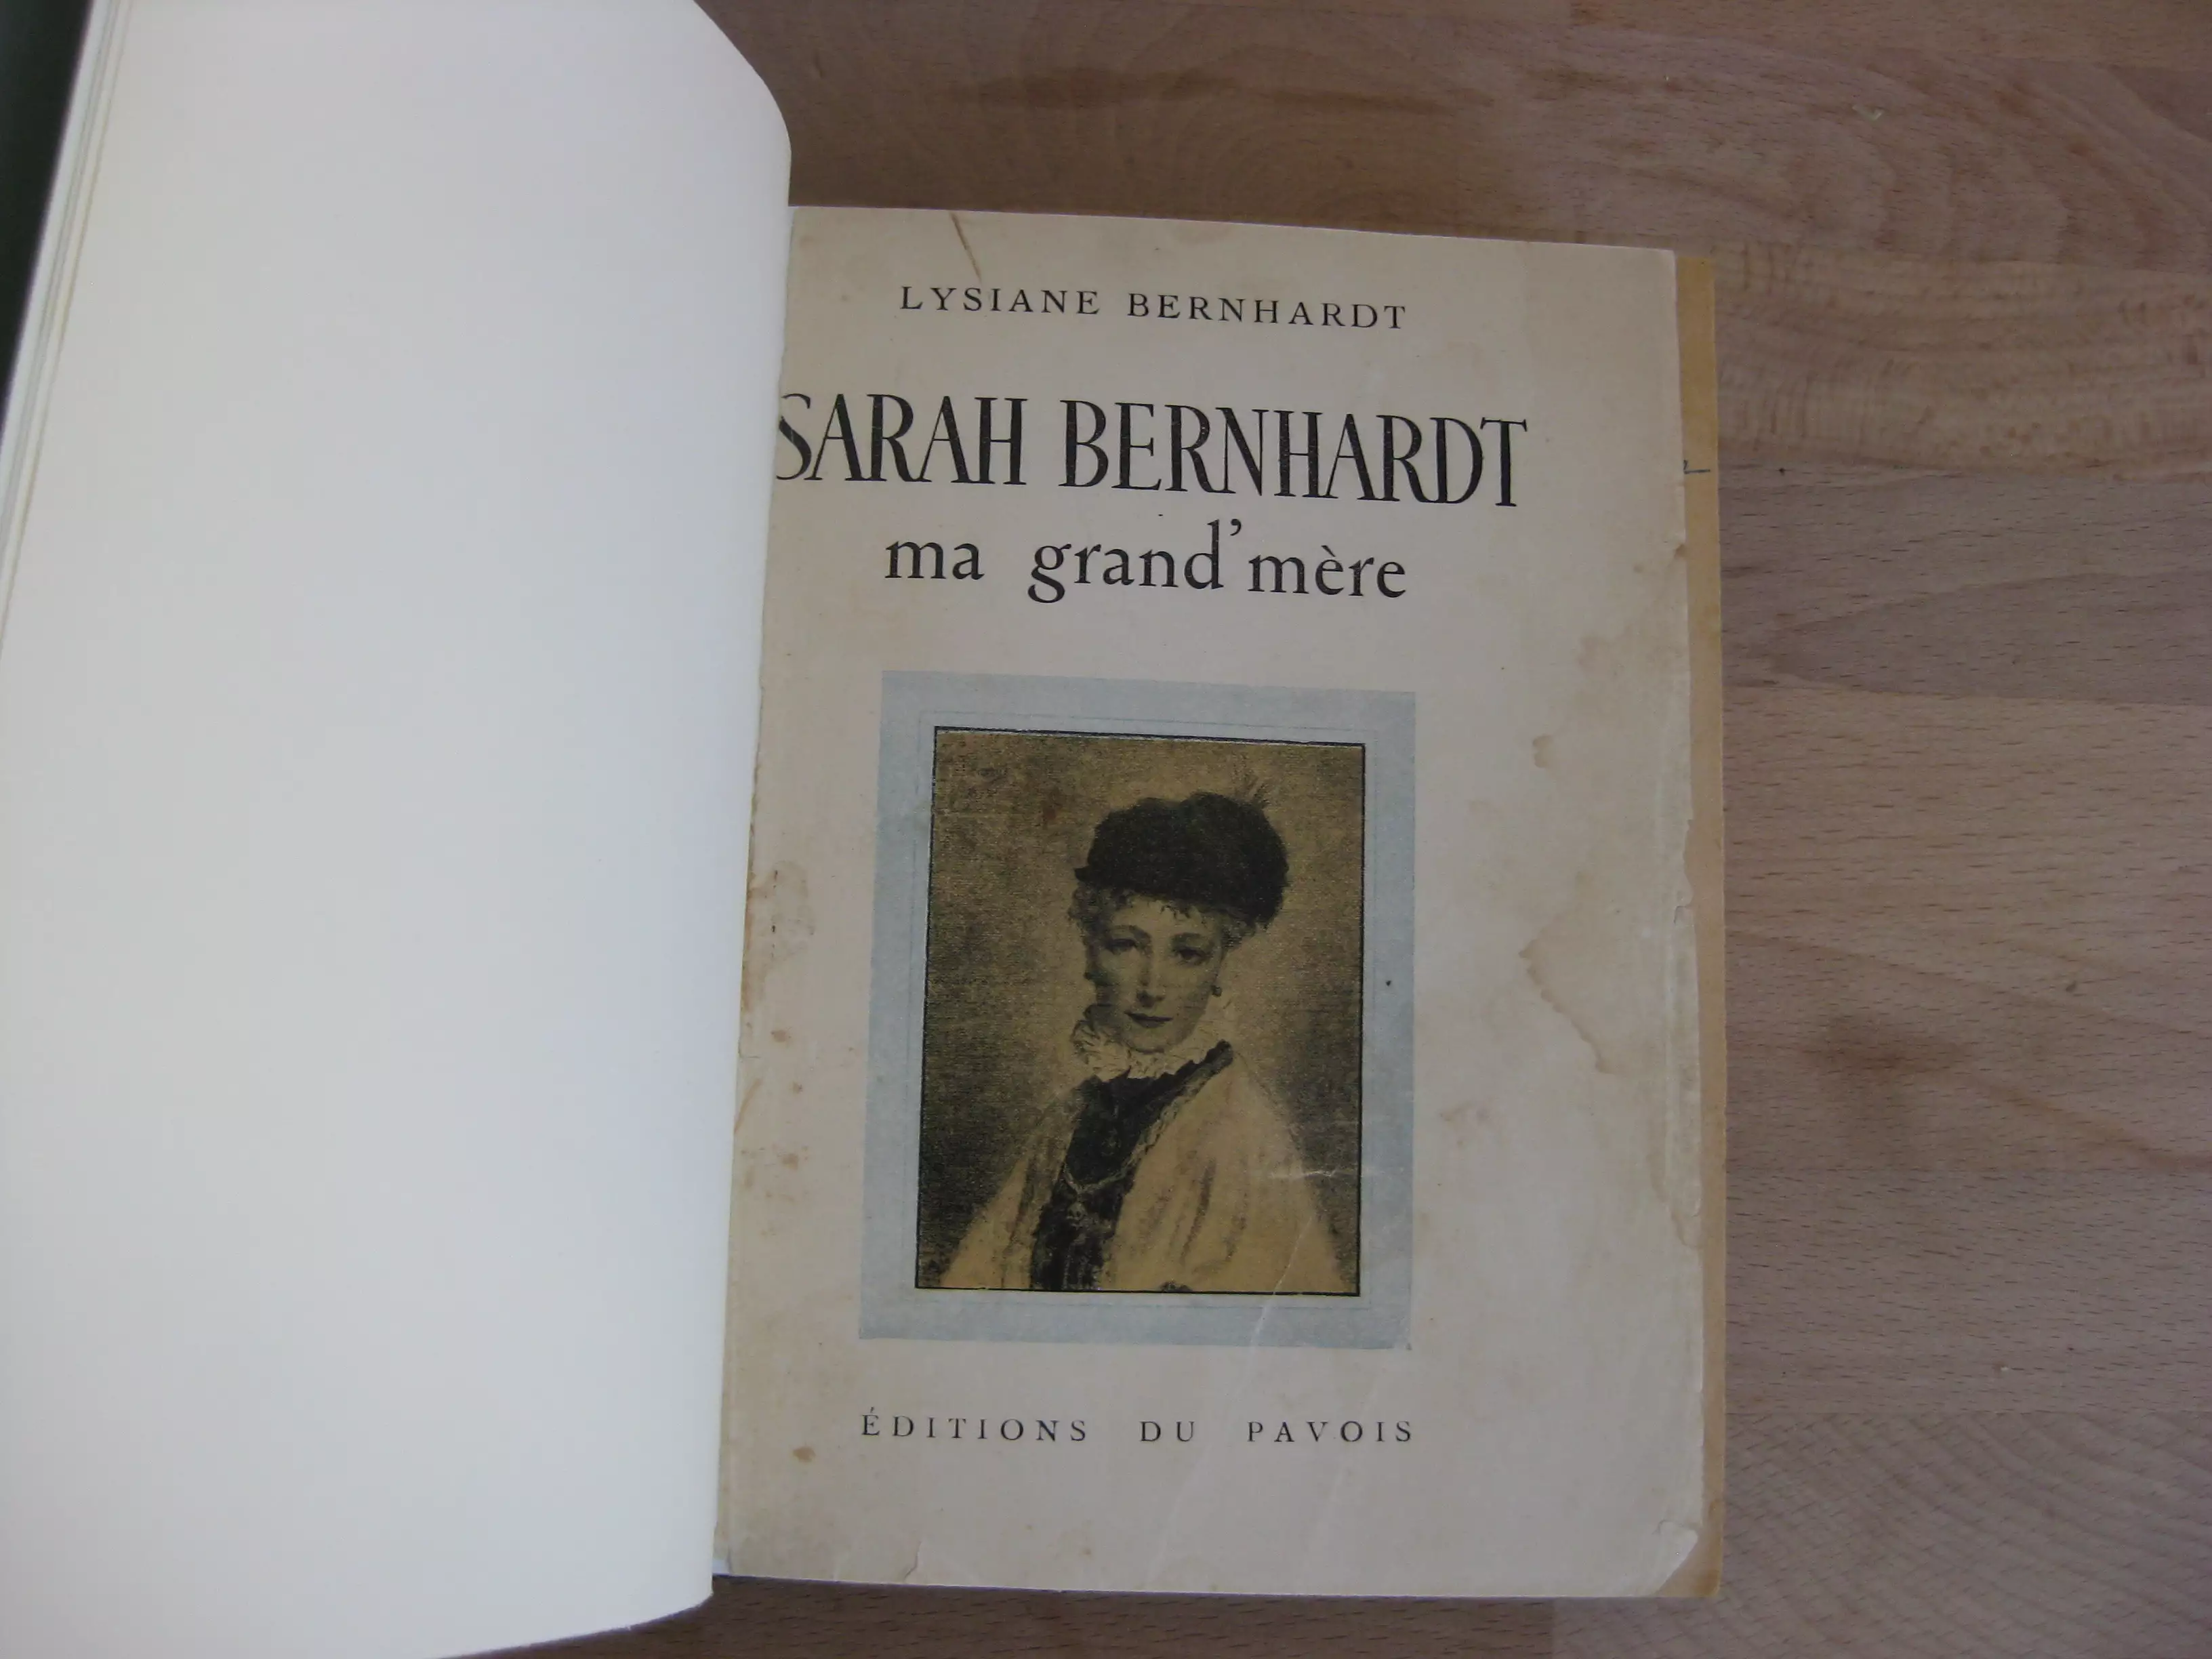 LYSIANE BERNHARDT
SARAH BERNHARDT
ma grand'mère
ÉDITIONS DU PAVOIS